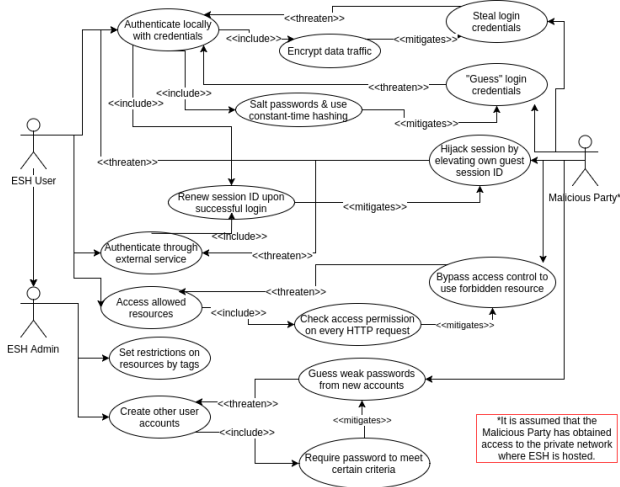 Authenticate locally
with credentials
<<threaten>>
Steal login
credentials
<<include>>
Encrypt data traffic
<<mitigates>>
<<threaten>>
"Guess" login
credentials
<<include>>
<<include>>
Salt passwords & use
constant-time hashing
<<mitigates>>
ESH User
<<threaten>>
Hijack session by
elevating own guest
session ID
Malicious Party*
Renew session ID upon
successful login
<<mitigates>>
<<include>>
Authenticate through
external service
<<threaten>>
Bypass access control to
use forbidden resource
<<threaten>>
Access allowed
resources
<<include>>
Check access permission
on every HTTP request
<<mitigates>>
ESH Admin
Set restrictions on
resources by tags
Guess weak passwords
from new accounts
<<threaten>>
Create other user
accounts
<<include>>
<<mitigates>>
Require password to meet
certain criteria
*It is assumed that the
Malicious Party has obtained
access to the private network
where ESH is hosted.